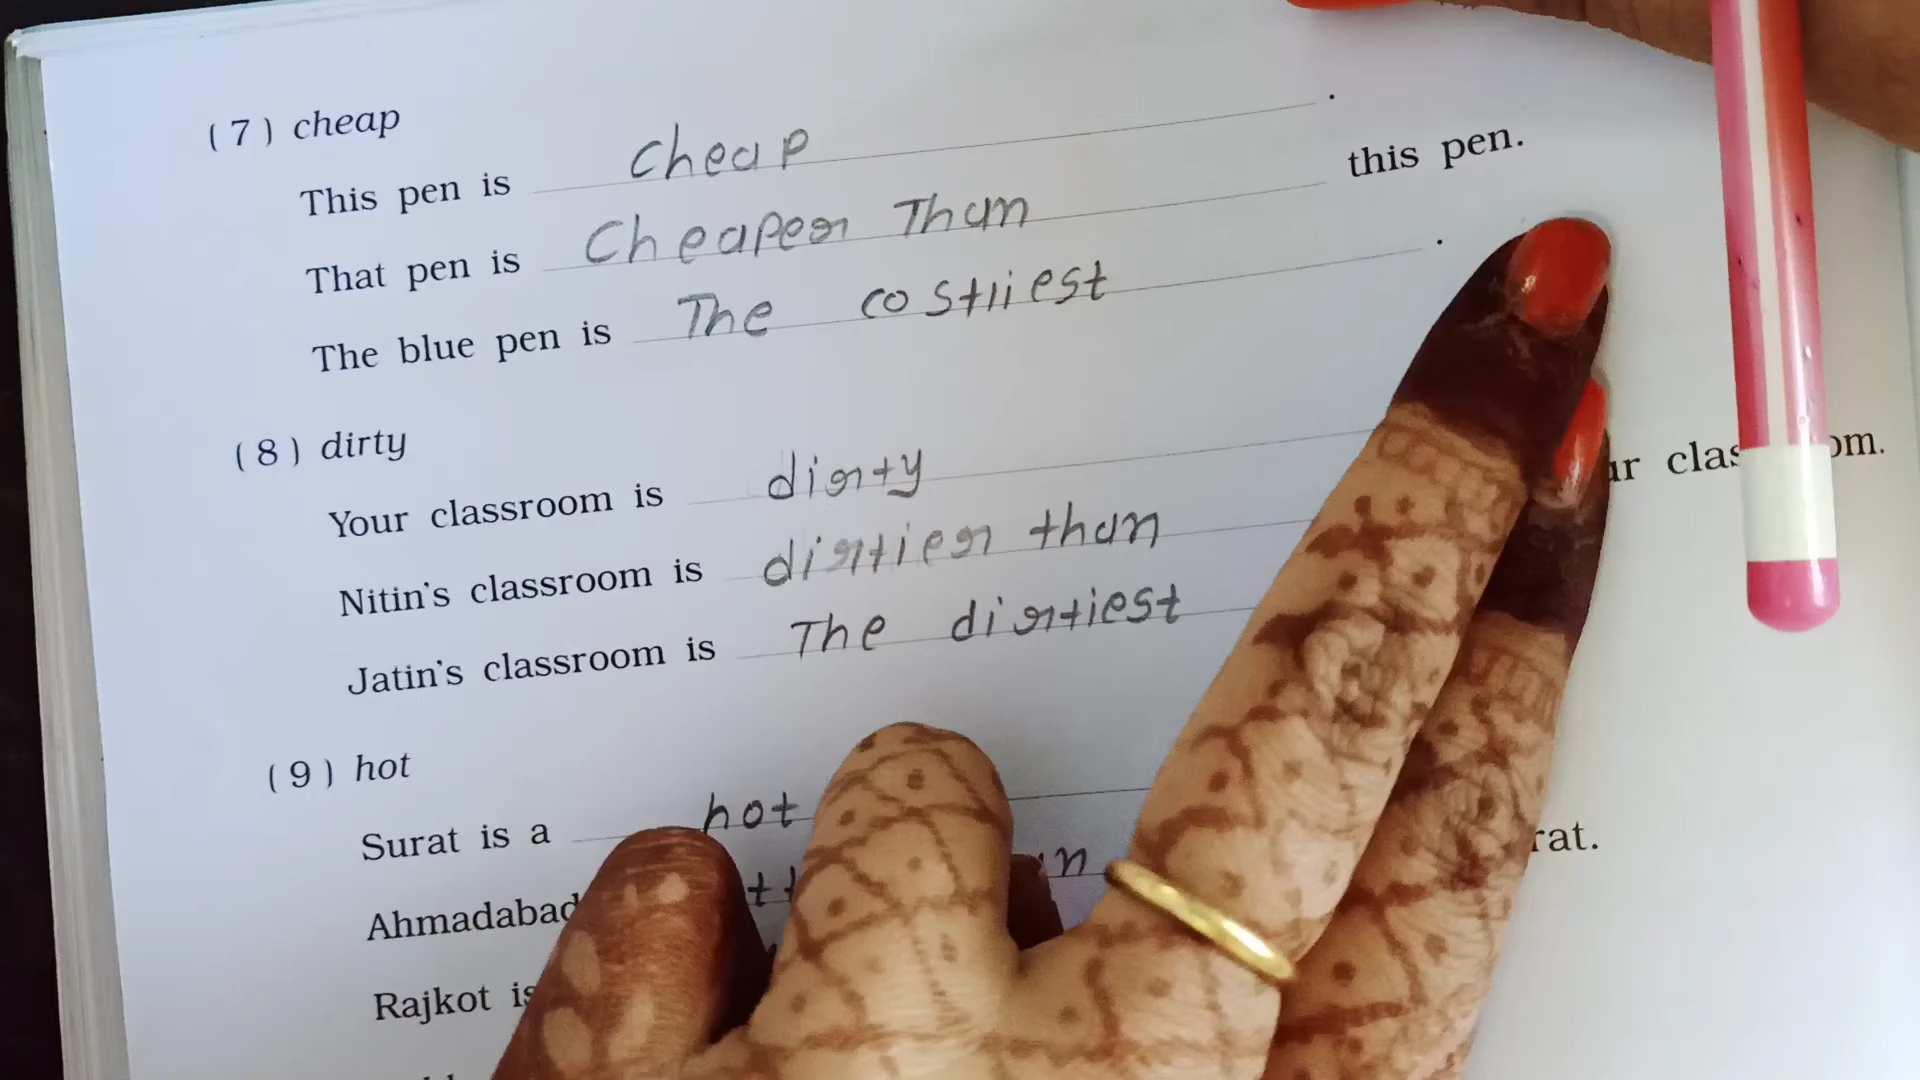 (7) cheap
This pen is cheap .
That pen is Cheaper Than this pen.
The blue pen is The costliest .
(8) dirty
Your classroom is dirty
Nitin's classroom is dirtier than classroom.
Jatin's classroom is The dirtiest
(9) hot
Surat is a hot
Ahmadabad
Rajkot is